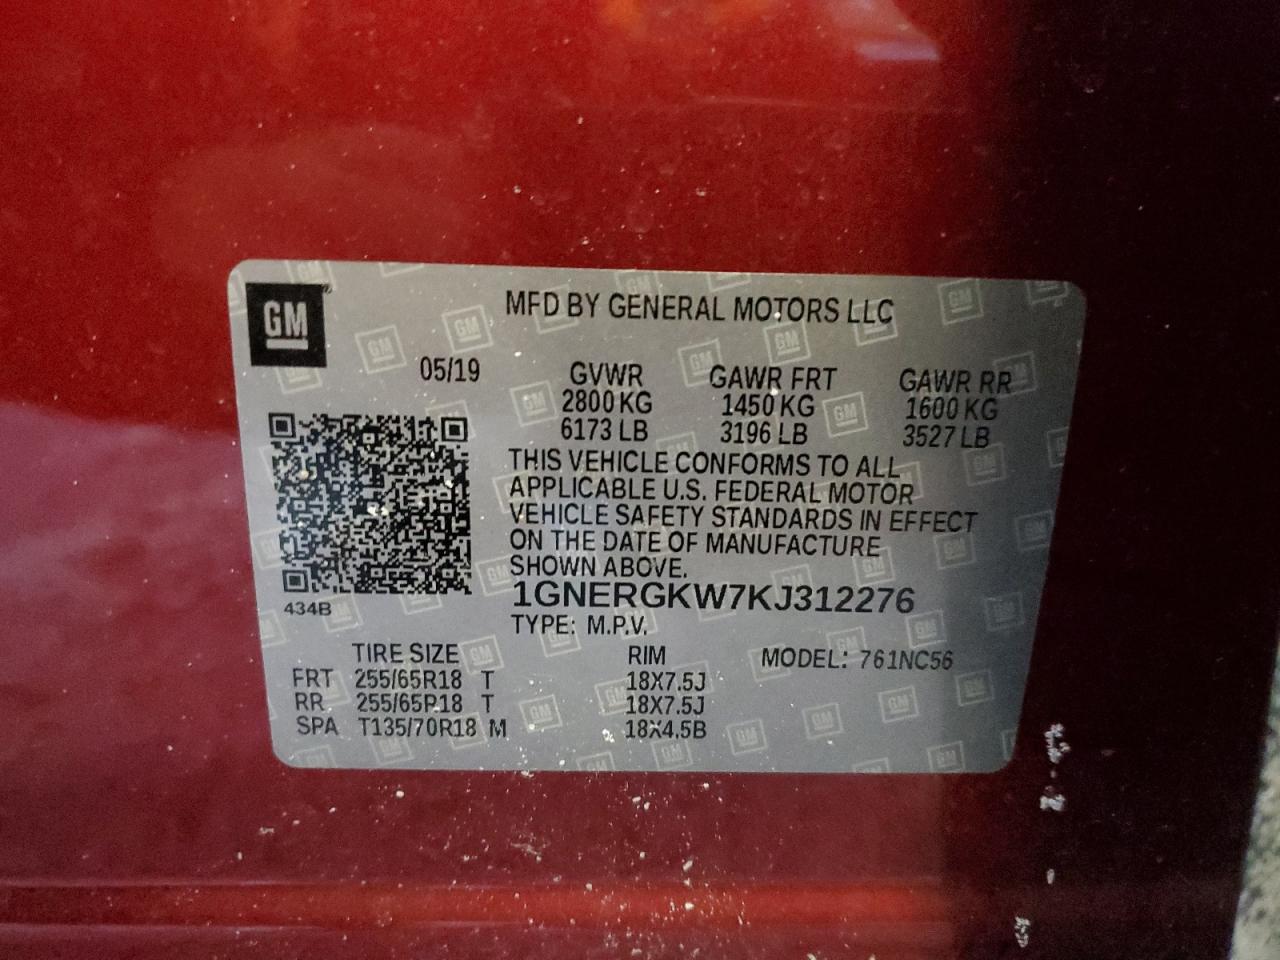 GM
MFD BY GENERAL MOTORS LLC
05/19 GVWR GAWR FRT GAWR RR
2800 KG 1450 KG 1600 KG
6173 LB 3196 LB 3527 LB
THIS VEHICLE CONFORMS TO ALL
APPLICABLE U.S. FEDERAL MOTOR
VEHICLE SAFETY STANDARDS IN EFFECT
ON THE DATE OF MANUFACTURE
SHOWN ABOVE.
1GNERGKW7KJ312276
434B
TYPE: M.P.V.
TIRE SIZE RIM MODEL: 761NC56
FRT 255/65R18 T 18X7.5J
RR 255/65R18 T 18X7.5J
SPA T135/70R18 M 18X4.5B